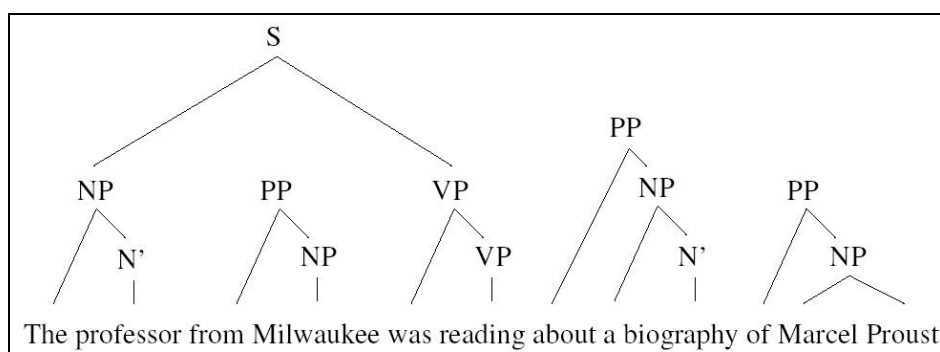 S
PP
NP PP VP NP PP
N’ NP VP N’ NP
The professor from Milwaukee was reading about a biography of Marcel Proust